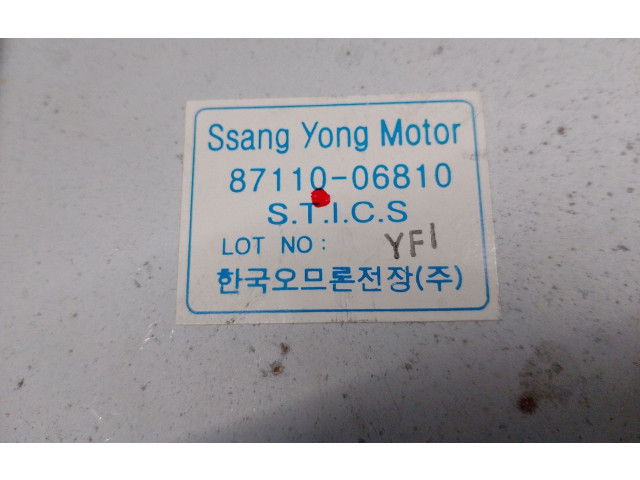 Ssang Yong Motor
87110-06810
S.T.I.C.S
LOT NO : YF1
한국오므론전장(주)